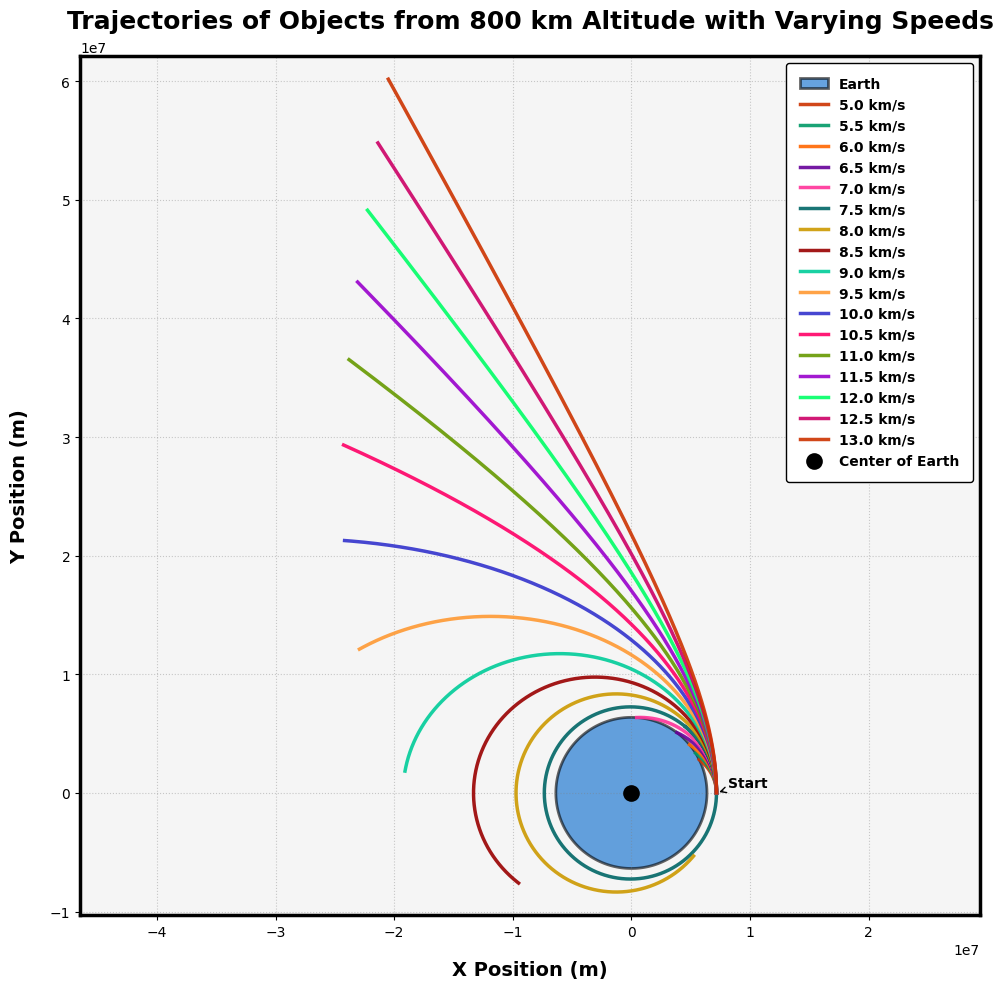 Trajectories of Objects from 800 km Altitude with Varying Speeds
1e7
6
5
4
3
2
1
0
−1
Y Position (m)
Earth
5.0 km/s
5.5 km/s
6.0 km/s
6.5 km/s
7.0 km/s
7.5 km/s
8.0 km/s
8.5 km/s
9.0 km/s
9.5 km/s
10.0 km/s
10.5 km/s
11.0 km/s
11.5 km/s
12.0 km/s
12.5 km/s
13.0 km/s
Center of Earth
Start
−4 −3 −2 −1 0 1 2
1e7
X Position (m)